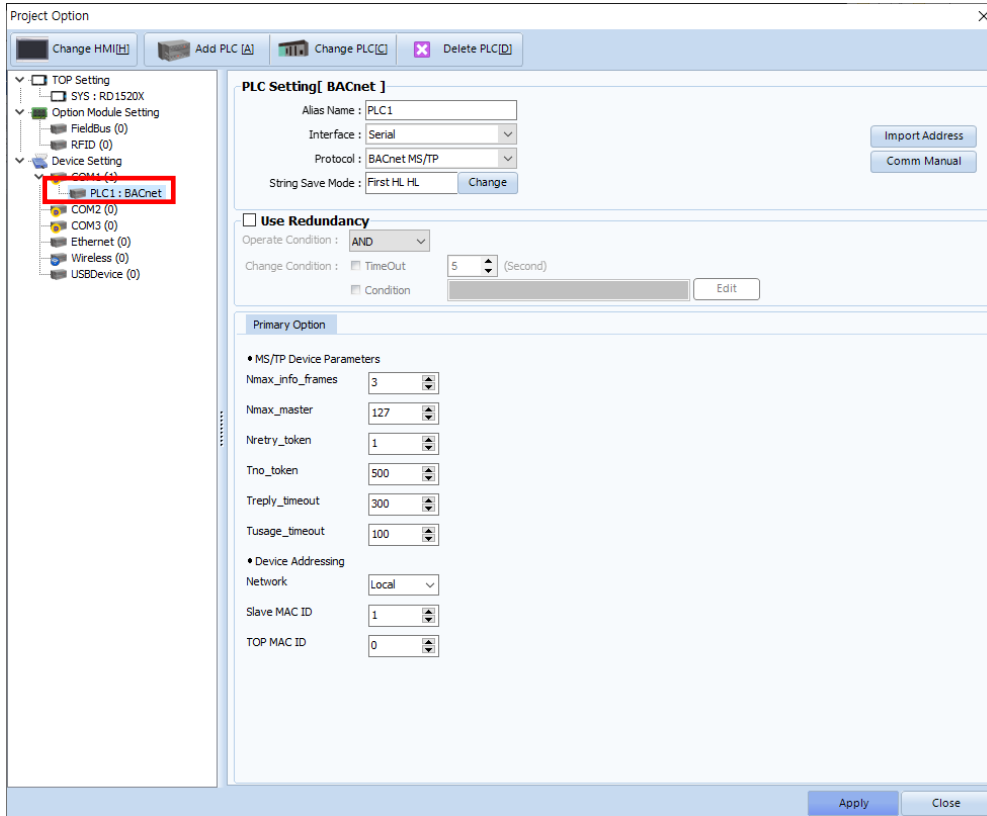 Project Option
Change HMI[H]
Add PLC [A]
Change PLC[C]
Delete PLC[D]
TOP Setting
SYS : RD1520X
Option Module Setting
FieldBus (0)
RFID (0)
Device Setting
COM1 (1)
PLC1 : BACnet
COM2 (0)
COM3 (0)
Ethernet (0)
Wireless (0)
USBDevice (0)
PLC Setting[ BACnet ]
Alias Name : PLC1
Interface : Serial
Import Address
Protocol : BACnet MS/TP
Comm Manual
String Save Mode : First HL HL Change
Use Redundancy
Operate Condition : AND
Change Condition : TimeOut 5 (Second)
Condition Edit
Primary Option
• MS/TP Device Parameters
Nmax_info_frames 3
Nmax_master 127
Nretry_token 1
Tno_token 500
Treply_timeout 300
Tusage_timeout 100
• Device Addressing
Network Local
Slave MAC ID 1
TOP MAC ID 0
Apply
Close